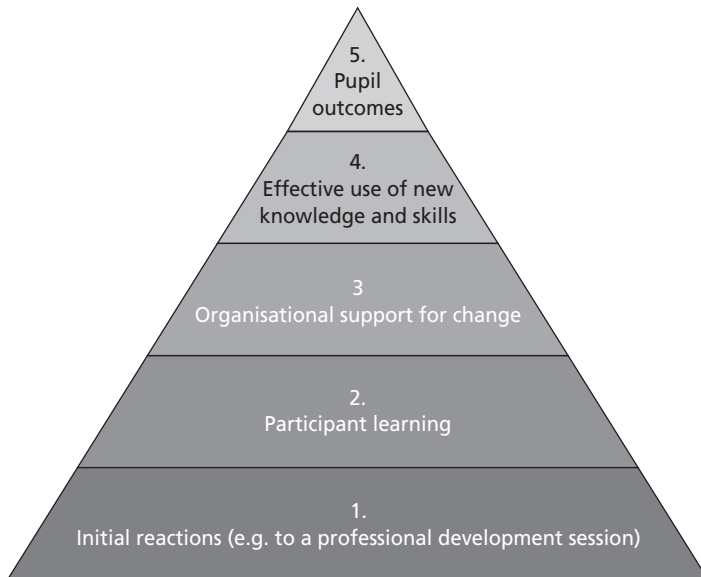 5.
Pupil
outcomes
4.
Effective use of new
knowledge and skills
3
Organisational support for change
2.
Participant learning
1.
Initial reactions (e.g. to a professional development session)